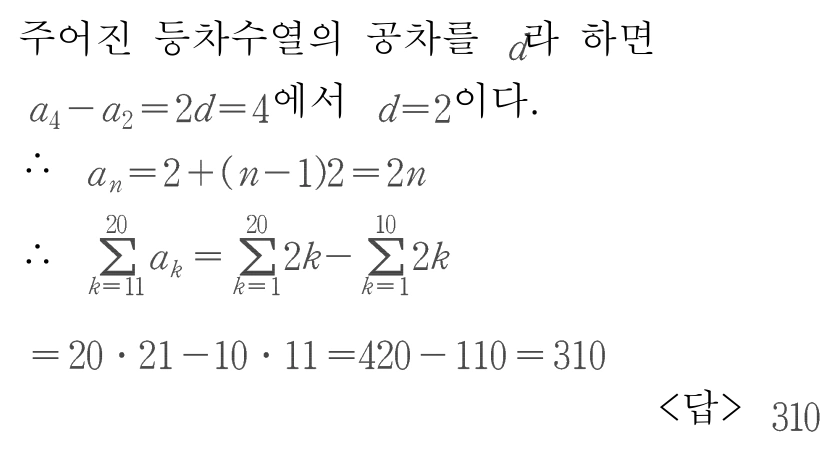 주어진 등차수열의 공차를 d라 하면
a₄－a₂＝2d＝4에서 d＝2이다.
∴ aₙ＝2＋(n－1)2＝2n
∴ ∑_{k=11}^{20} aₖ ＝ ∑_{k=1}^{20} 2k－ ∑_{k=1}^{10} 2k
＝20·21－10·11＝420－110＝310
<답> 310